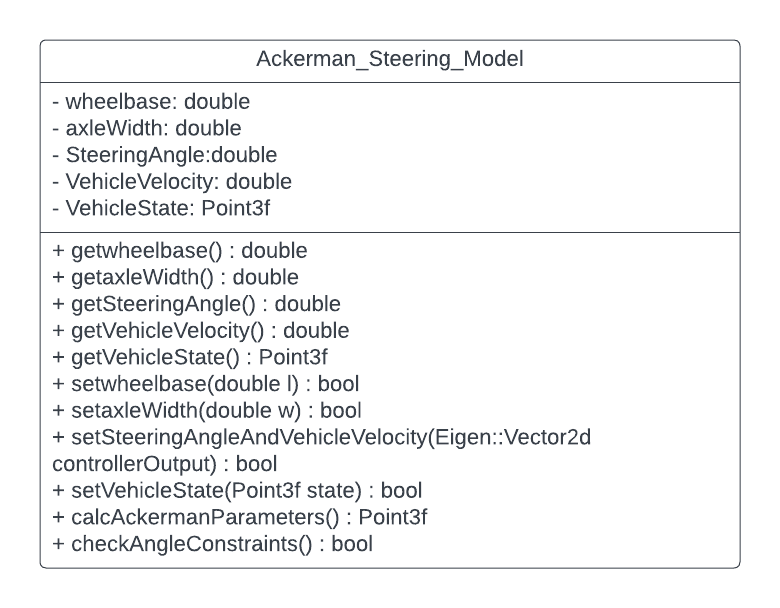 Ackerman_Steering_Model
- wheelbase: double
- axleWidth: double
- SteeringAngle:double
- VehicleVelocity: double
- VehicleState: Point3f
+ getwheelbase() : double
+ getaxleWidth() : double
+ getSteeringAngle() : double
+ getVehicleVelocity() : double
+ getVehicleState() : Point3f
+ setwheelbase(double l) : bool
+ setaxleWidth(double w) : bool
+ setSteeringAngleAndVehicleVelocity(Eigen::Vector2d
controllerOutput) : bool
+ setVehicleState(Point3f state) : bool
+ calcAckermanParameters() : Point3f
+ checkAngleConstraints() : bool